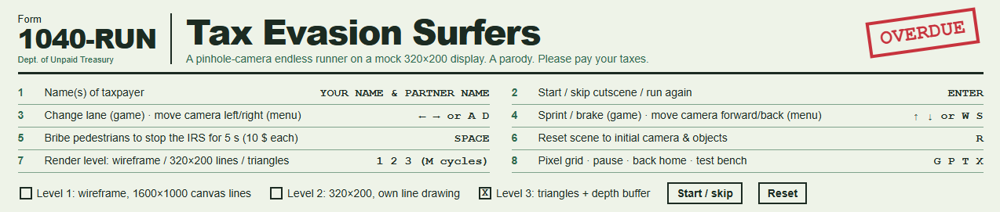 Form
1040-RUN
Dept. of Unpaid Treasury
Tax Evasion Surfers
A pinhole-camera endless runner on a mock 320×200 display. A parody. Please pay your taxes.
OVERDUE
1 Name(s) of taxpayer YOUR NAME & PARTNER NAME
2 Start / skip cutscene / run again ENTER
3 Change lane (game) · move camera left/right (menu) ← → or A D
4 Sprint / brake (game) · move camera forward/back (menu) ↑ ↓ or W S
5 Bribe pedestrians to stop the IRS for 5 s (10 $ each) SPACE
6 Reset scene to initial camera & objects R
7 Render level: wireframe / 320×200 lines / triangles 1 2 3 (M cycles)
8 Pixel grid · pause · back home · test bench G P T X
Level 1: wireframe, 1600×1000 canvas lines Level 2: 320×200, own line drawing X Level 3: triangles + depth buffer Start / skip Reset